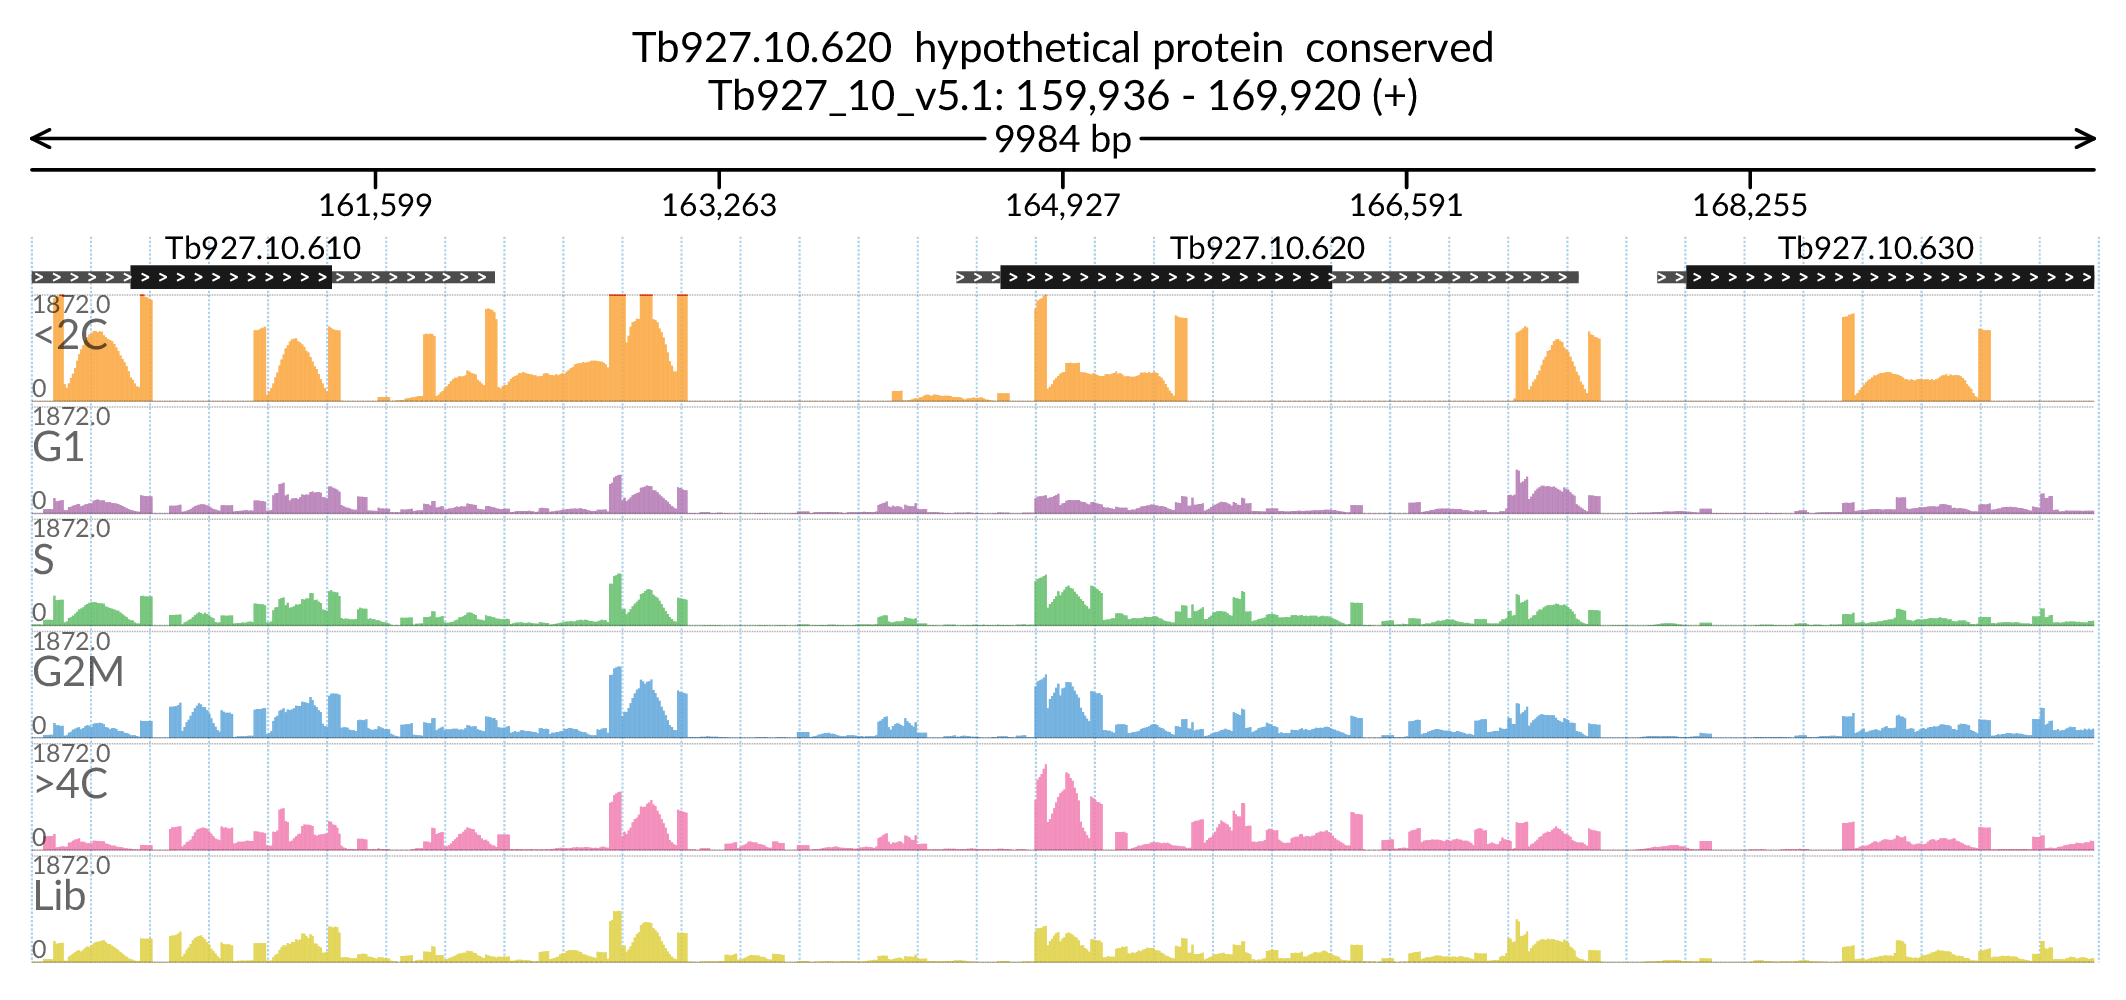 Tb927.10.620 hypothetical protein conserved
Tb927_10_v5.1: 159,936 - 169,920 (+)
9984 bp
161,599 163,263 164,927 166,591 168,255
Tb927.10.610 Tb927.10.620 Tb927.10.630
1872.0
<2C
0
1872.0
G1
0
1872.0
S
0
1872.0
G2M
0
1872.0
>4C
0
1872.0
Lib
0